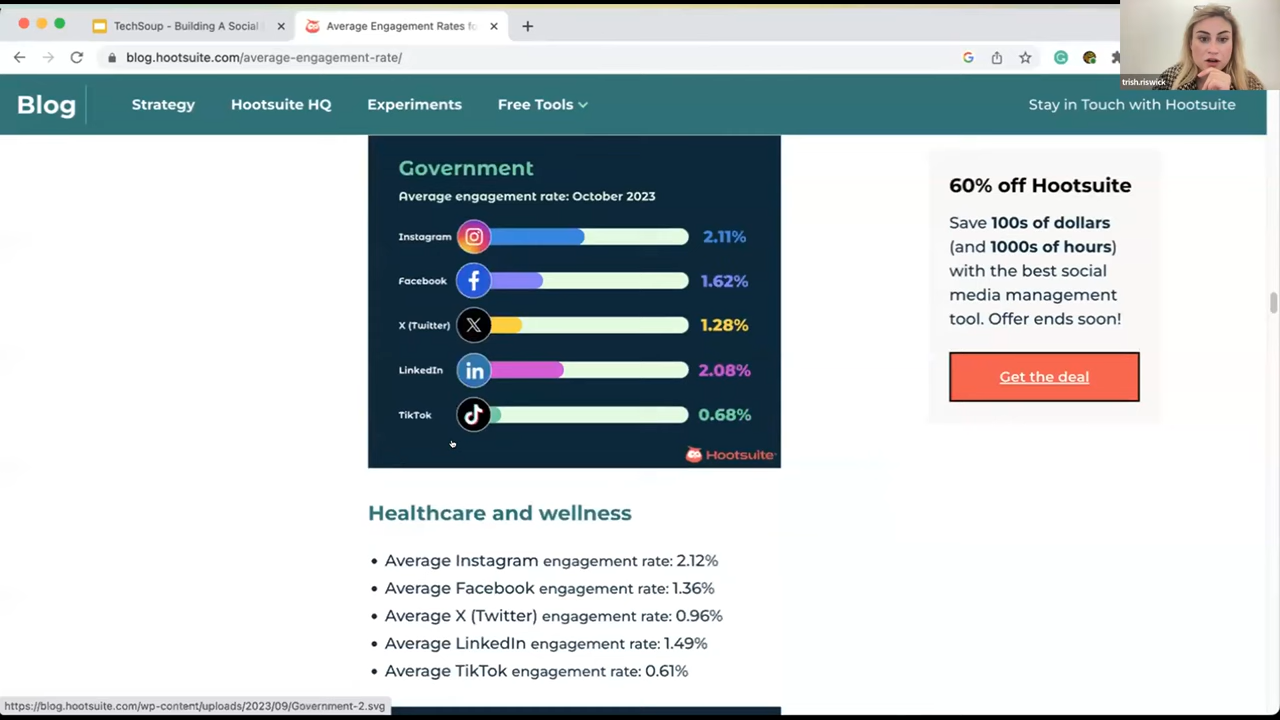 TechSoup - Building A Social
Average Engagement Rates fo
blog.hootsuite.com/average-engagement-rate/
trish.riswick
Blog
Strategy
Hootsuite HQ
Experiments
Free Tools
Stay in Touch with Hootsuite
Government
Average engagement rate: October 2023
Instagram 2.11%
Facebook 1.62%
X (Twitter) 1.28%
LinkedIn 2.08%
TikTok 0.68%
Hootsuite
60% off Hootsuite
Save 100s of dollars
(and 1000s of hours)
with the best social
media management
tool. Offer ends soon!
Get the deal
Healthcare and wellness
• Average Instagram engagement rate: 2.12%
• Average Facebook engagement rate: 1.36%
• Average X (Twitter) engagement rate: 0.96%
• Average LinkedIn engagement rate: 1.49%
• Average TikTok engagement rate: 0.61%
https://blog.hootsuite.com/wp-content/uploads/2023/09/Government-2.svg